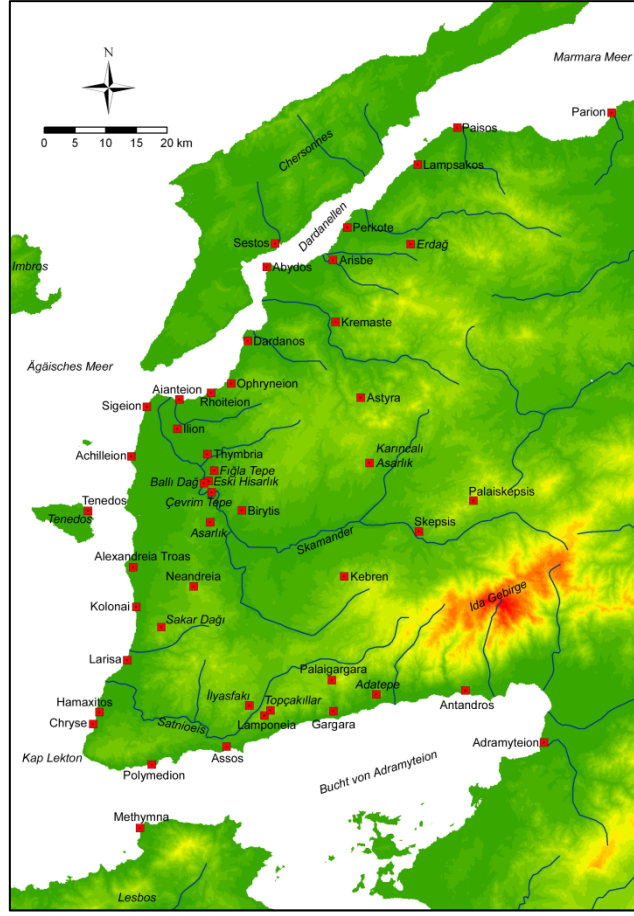 Marmara Meer
N
Parion
0 5 10 20 km
Paisos
Chersonnes
Lampsakos
Dardanellen
Perkote
Sestos
Erdağ
Imbros
Abydos
Arisbe
Kremaste
Dardanos
Ägäisches Meer
Ophryneion
Aianteion
Rhoiteion
Astyra
Sigeion
Ilion
Achilleion
Thymbria
Karıncalı
Asarlık
Fığla Tepe
Ballı Dağ
Eski Hisarlık
Çevrim Tepe
Palaiskepsis
Tenedos
Tenedos
Birytis
Asarlık
Skamander
Skepsis
Alexandreia Troas
Neandreia
Kebren
Ida Gebirge
Kolonai
Sakar Dağı
Larisa
Palaigargara
Adatepe
İlyasfakı
Topçakıllar
Antandros
Hamaxitos
Chryse
Satnioeis
Lamponeia
Gargara
Adramyteion
Kap Lekton
Assos
Polymedion
Bucht von Adramyteion
Methymna
Lesbos